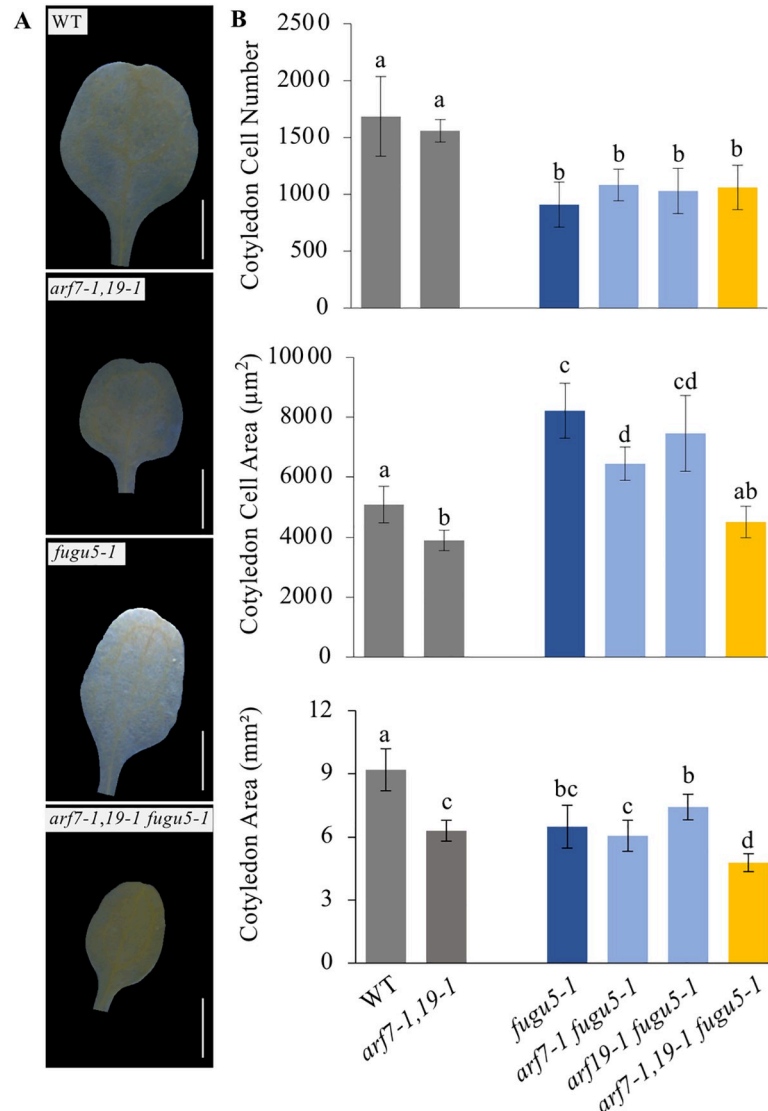 A
WT
arf7-1,19-1
fugu5-1
arf7-1,19-1 fugu5-1
B
Cotyledon Cell Number
2500
2000
1500
1000
500
0
a
a
b
b
b
b
Cotyledon Cell Area (µm²)
10000
8000
6000
4000
2000
0
a
b
c
d
cd
ab
Cotyledon Area (mm²)
12
9
6
3
0
a
c
bc
c
b
d
WT
arf7-1,19-1
fugu5-1
arf7-1 fugu5-1
arf19-1 fugu5-1
arf7-1,19-1 fugu5-1